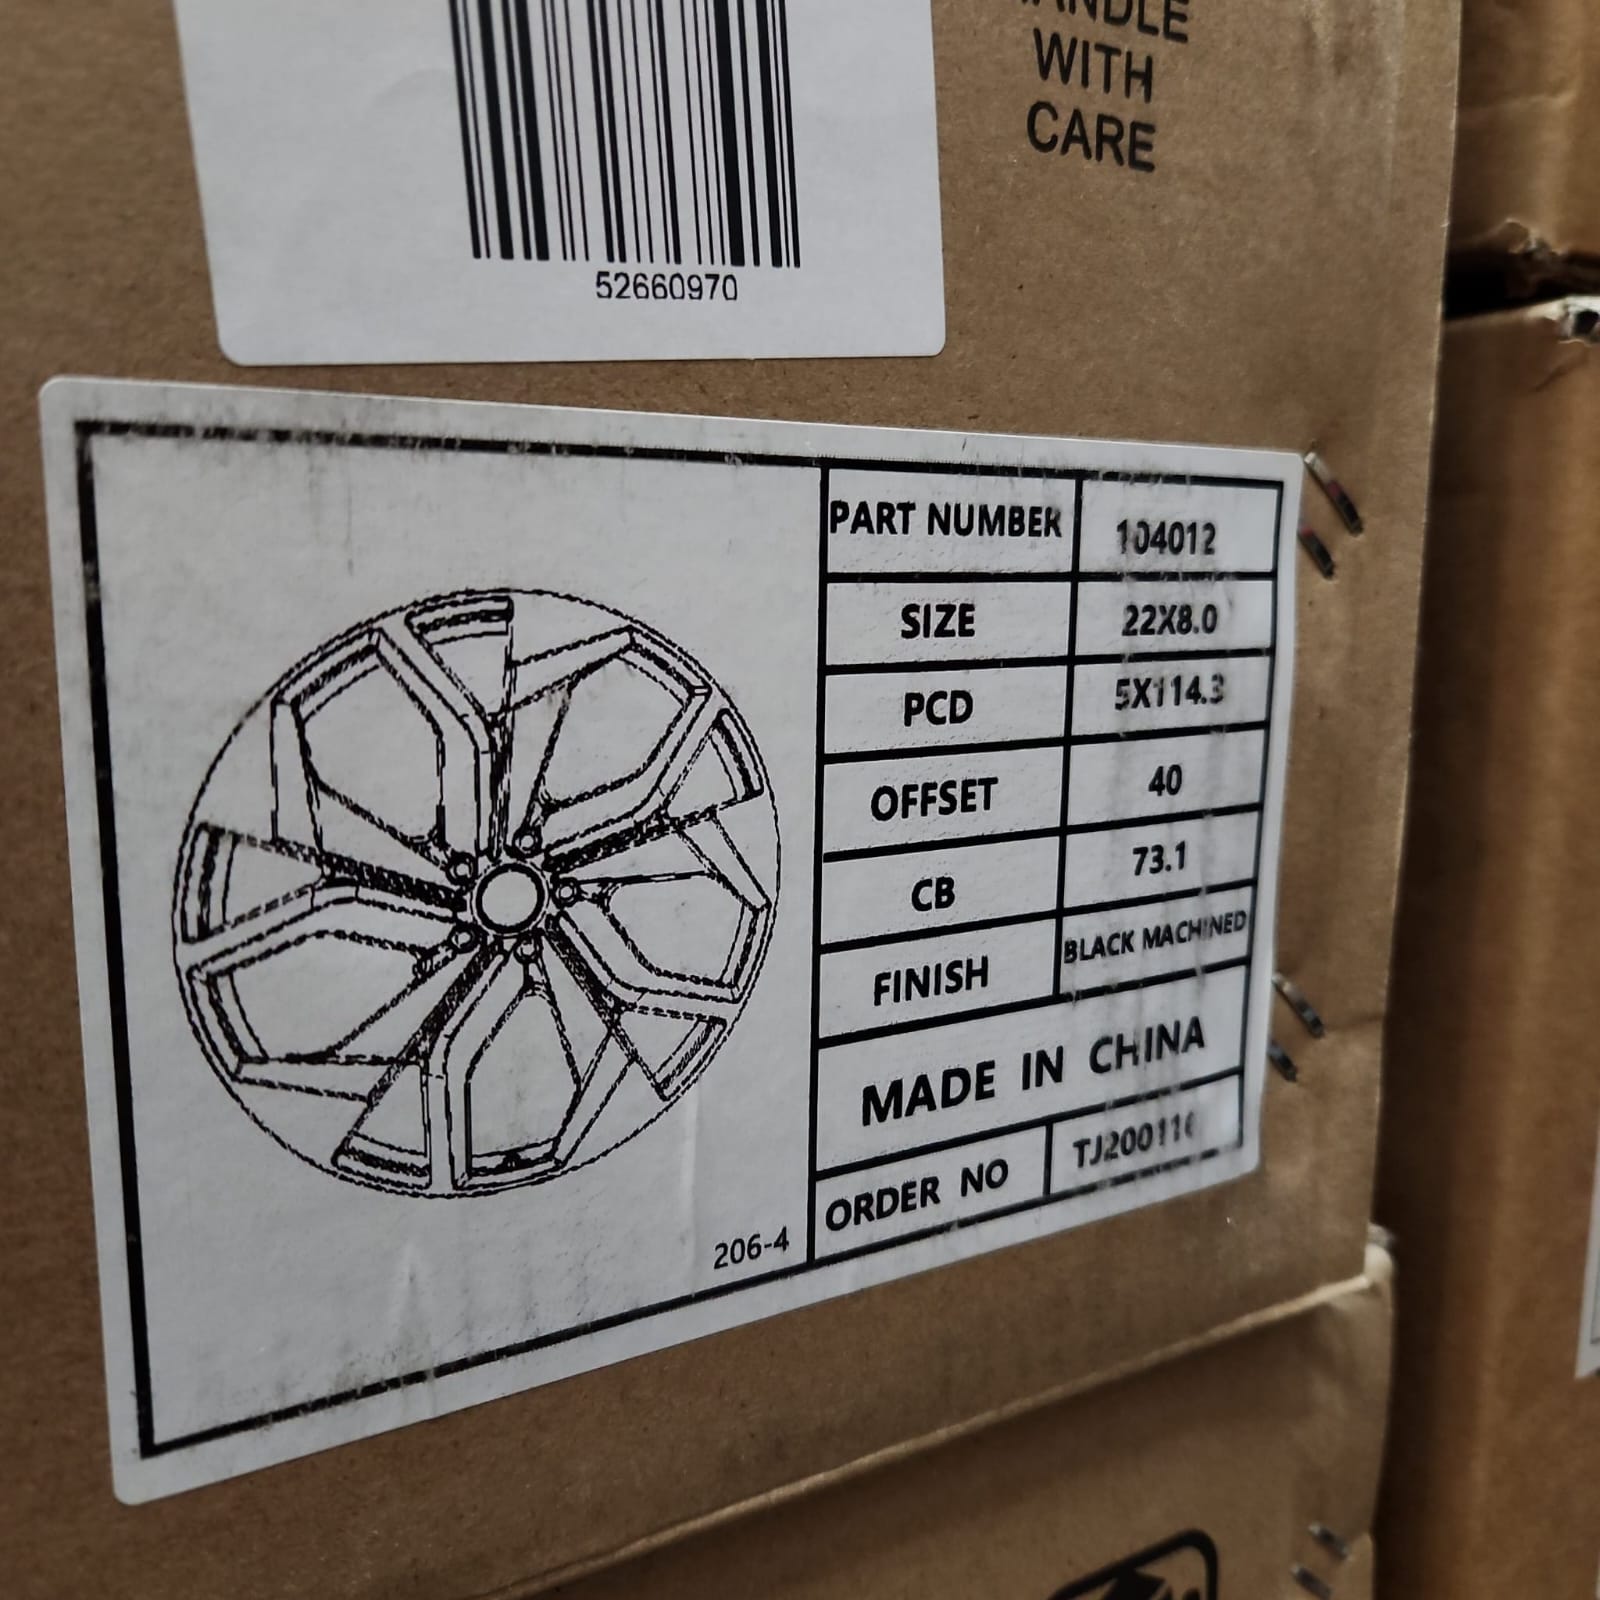 HANDLE
WITH
CARE
52660970
PART NUMBER 104012
SIZE 22X8.0
PCD 5X114.3
OFFSET 40
CB 73.1
FINISH BLACK MACHINED
MADE IN CHINA
ORDER NO
206-4